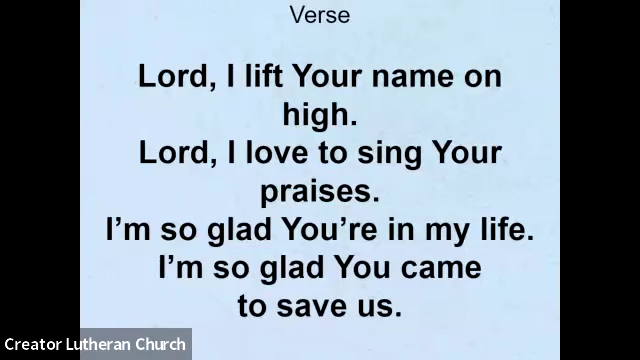 Verse
Lord, I lift Your name on
high.
Lord, I love to sing Your
praises.
I'm so glad You're in my life.
I'm so glad You came
to save us.
Creator Lutheran Church